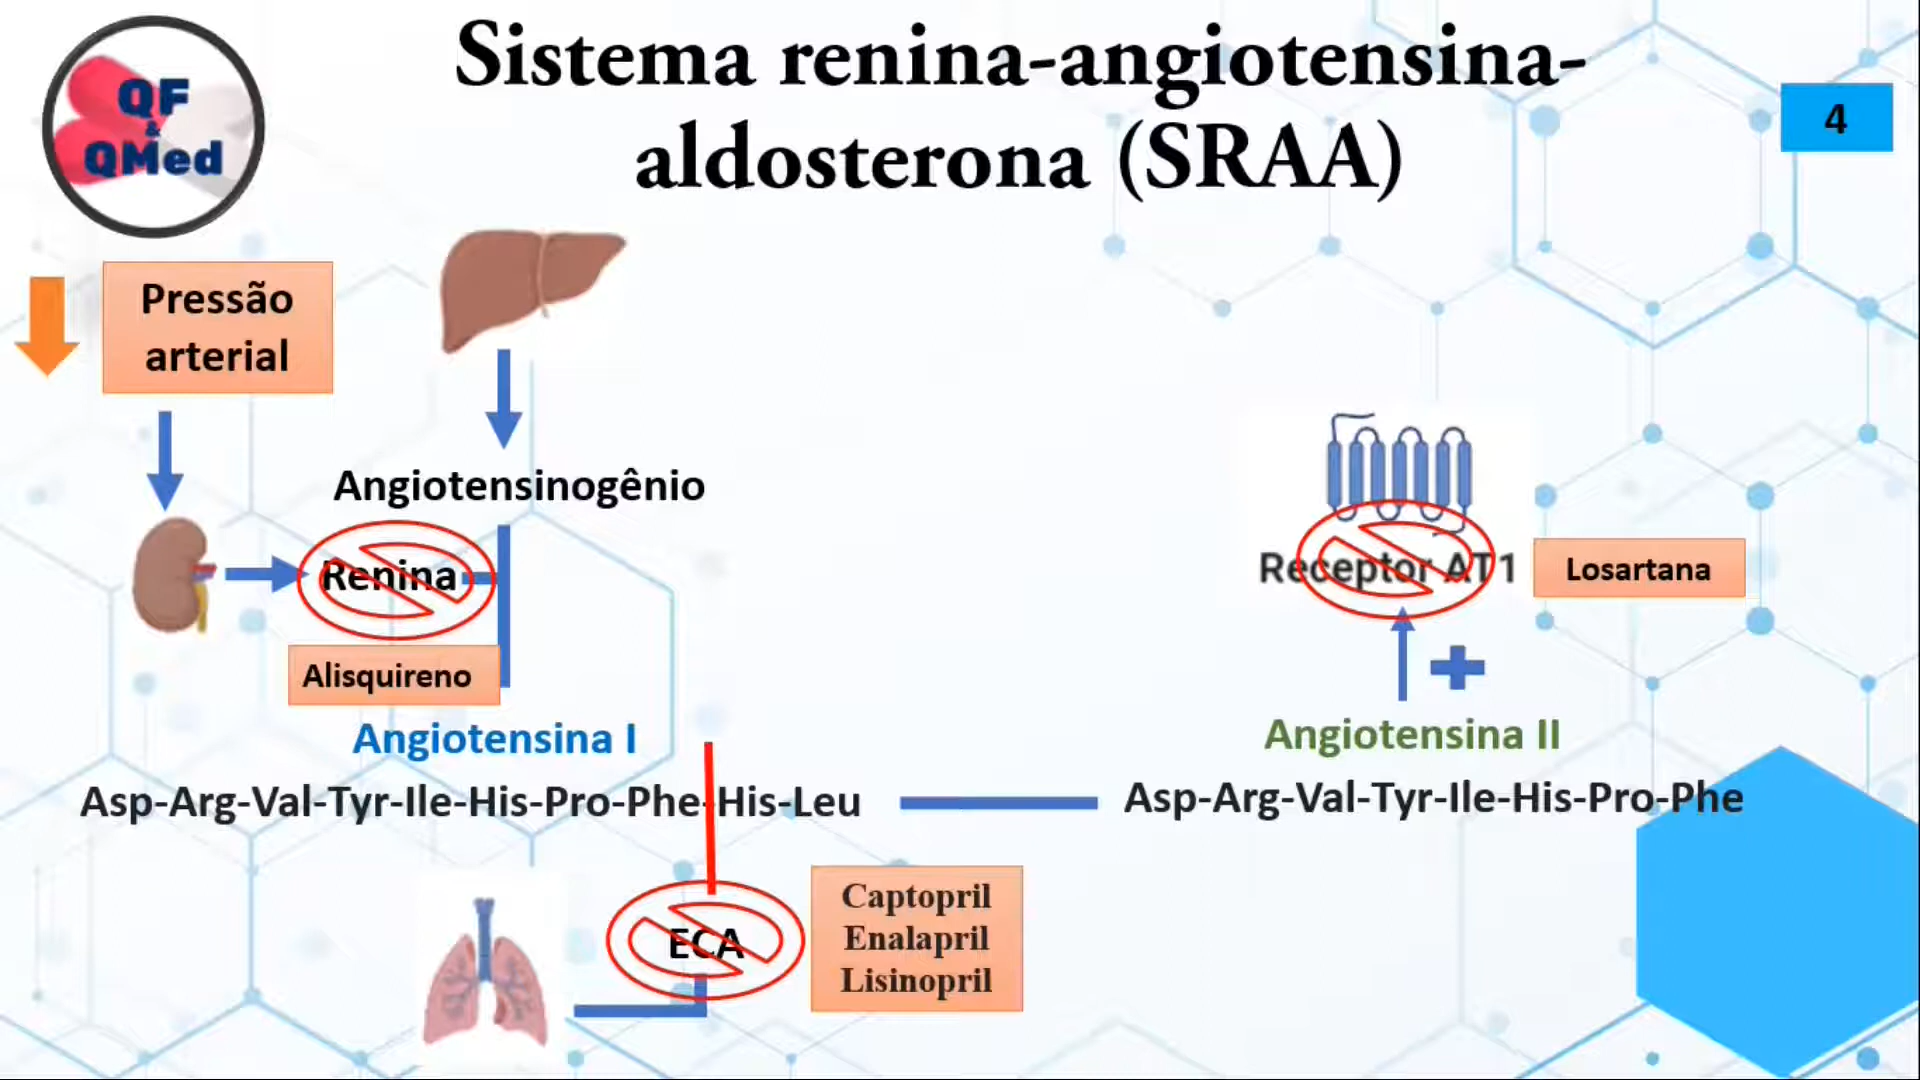 QF
&
QMed
Sistema renina-angiotensina-
aldosterona (SRAA)
4
Pressão
arterial
Angiotensinogênio
Renina
Alisquireno
Receptor AT1
Losartana
Angiotensina I
Angiotensina II
Asp-Arg-Val-Tyr-Ile-His-Pro-Phe-His-Leu
Asp-Arg-Val-Tyr-Ile-His-Pro-Phe
ECA
Captopril
Enalapril
Lisinopril